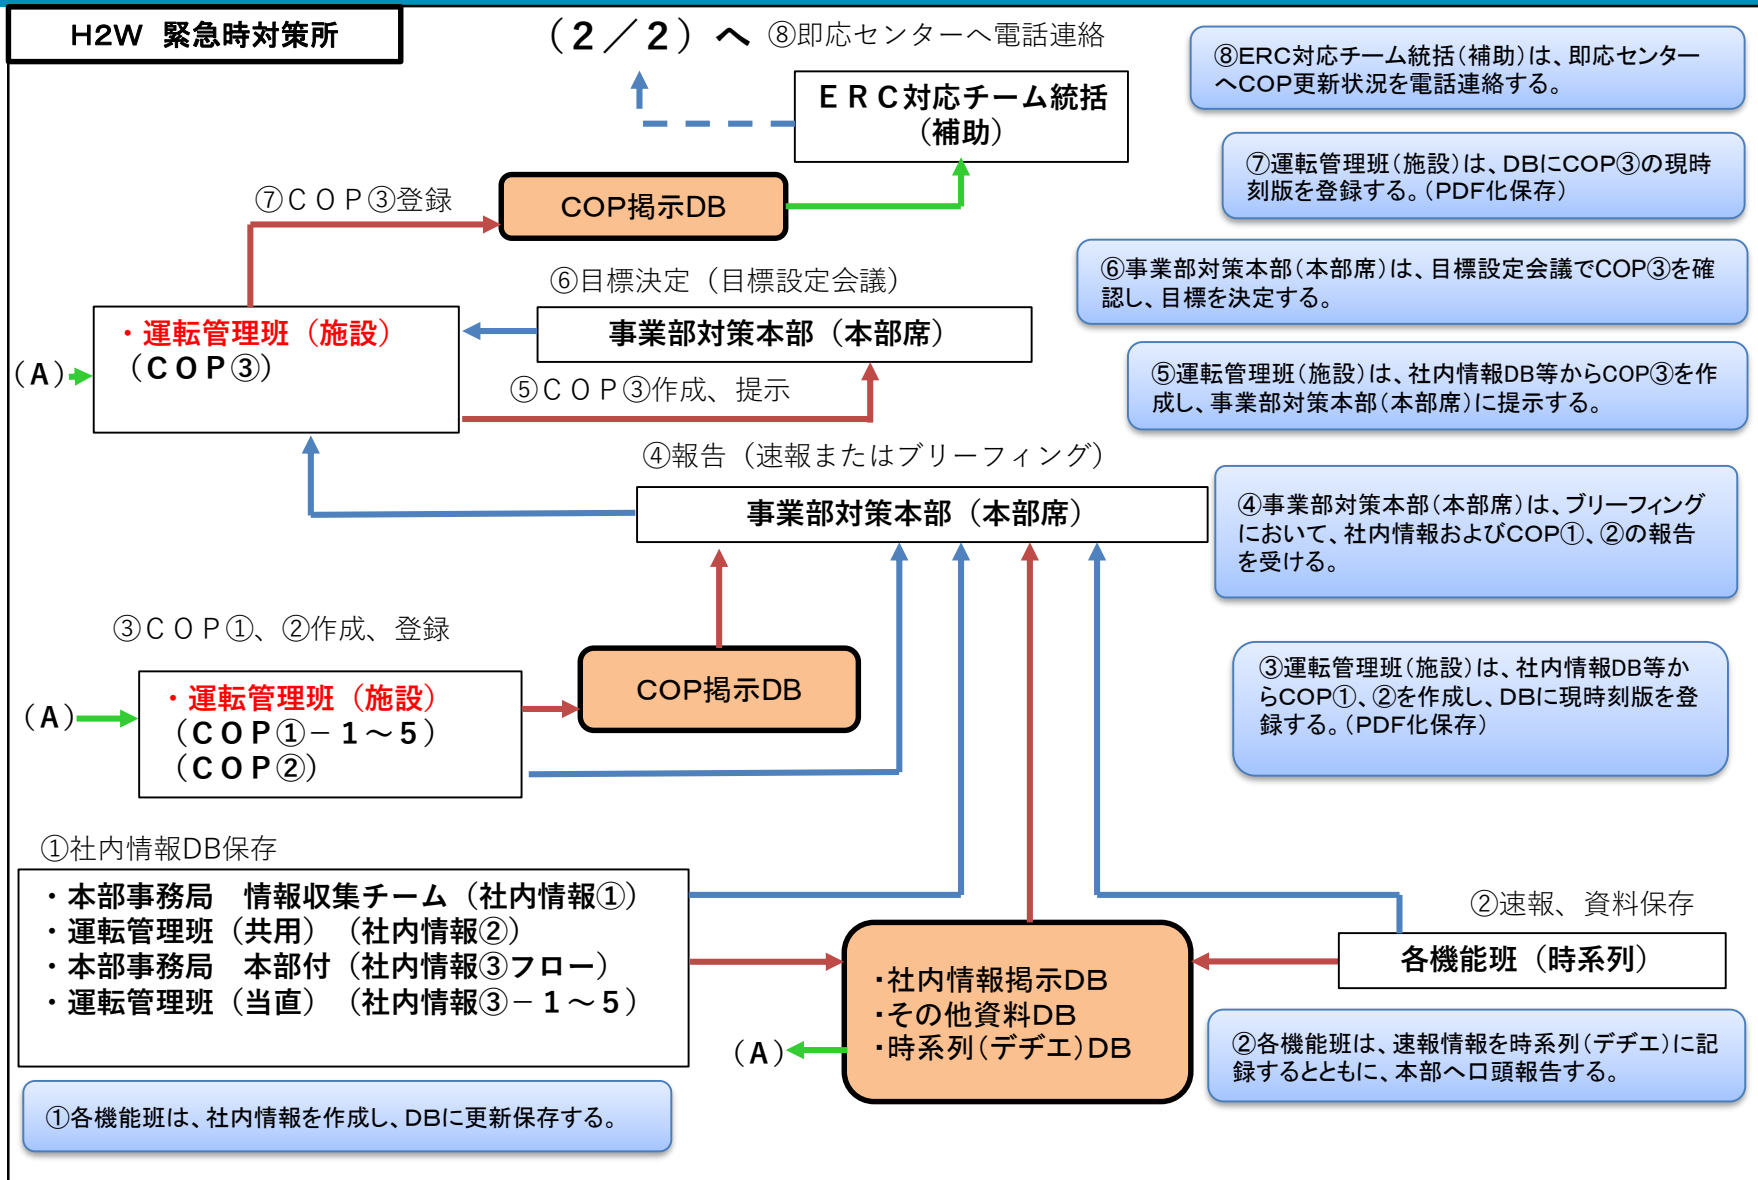 H2W 緊急時対策所
（２／２）へ
⑧即応センターへ電話連絡
ＥＲＣ対応チーム統括
（補助）
⑧ERC対応チーム統括（補助）は、即応センター
へCOP更新状況を電話連絡する。
⑦ＣＯＰ③登録
COP掲示DB
⑦運転管理班（施設）は、DBにCOP③の現時
刻版を登録する。（PDF化保存）
⑥目標決定（目標設定会議）
⑥事業部対策本部（本部席）は、目標設定会議でCOP③を確
認し、目標を決定する。
・運転管理班（施設）
（ＣＯＰ③）
事業部対策本部（本部席）
（A）
⑤ＣＯＰ③作成、提示
⑤運転管理班（施設）は、社内情報DB等からCOP③を作
成し、事業部対策本部（本部席）に提示する。
④報告（速報またはブリーフィング）
事業部対策本部（本部席）
④事業部対策本部（本部席）は、ブリーフィング
において、社内情報およびCOP①、②の報告
を受ける。
③ＣＯＰ①、②作成、登録
・運転管理班（施設）
（ＣＯＰ①－１～５）
（ＣＯＰ②）
（A）
COP掲示DB
③運転管理班（施設）は、社内情報DB等か
らCOP①、②を作成し、DBに現時刻版を登
録する。（PDF化保存）
①社内情報DB保存
・本部事務局　情報収集チーム（社内情報①）
・運転管理班（共用）（社内情報②）
・本部事務局　本部付（社内情報③フロー）
・運転管理班（当直）（社内情報③－１～５）
②速報、資料保存
各機能班（時系列）
・社内情報掲示DB
・その他資料DB
・時系列（デヂエ）DB
（A）
②各機能班は、速報情報を時系列（デヂエ）に記
録するとともに、本部へ口頭報告する。
①各機能班は、社内情報を作成し、DBに更新保存する。